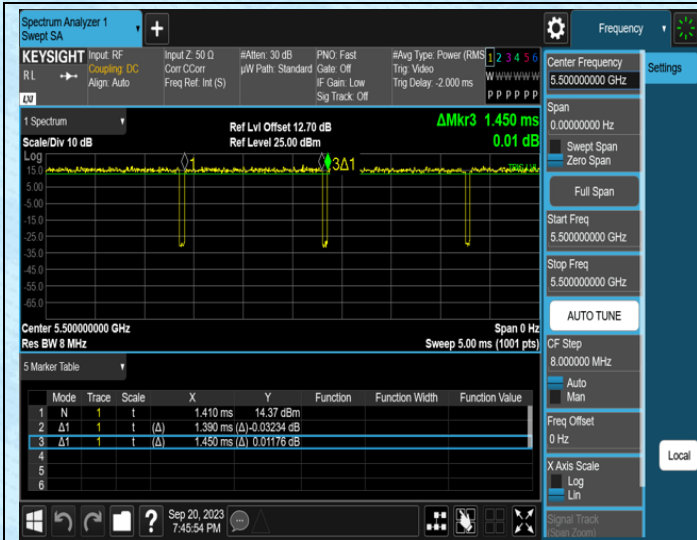 Spectrum Analyzer 1
Swept SA
+
Frequency
KEYSIGHT
RL
LXI
Input: RF
Coupling: DC
Align: Auto
Input Z: 50 Ω
Corr CCorr
Freq Ref: Int (S)
#Atten: 30 dB
µW Path: Standard
PNO: Fast
Gate: Off
IF Gain: Low
Sig Track: Off
#Avg Type: Power (RMS
Trig: Video
Trig Delay: -2.000 ms
1 2 3 4 5 6
W W W W W W
P P P P P P
1 Spectrum
Scale/Div 10 dB
Ref Lvl Offset 12.70 dB
Ref Level 25.00 dBm
ΔMkr3 1.450 ms
0.01 dB
Log
15.0
5.00
-5.00
-15.0
-25.0
-35.0
-45.0
-55.0
-65.0
1
3Δ1
TRIG LVL
Center 5.500000000 GHz
Res BW 8 MHz
Span 0 Hz
Sweep 5.00 ms (1001 pts)
5 Marker Table
Mode Trace Scale X Y Function Function Width Function Value
1 N 1 t 1.410 ms 14.37 dBm
2 Δ1 1 t (Δ) 1.390 ms (Δ) -0.03234 dB
3 Δ1 1 t (Δ) 1.450 ms (Δ) 0.01176 dB
4
5
6
Sep 20, 2023
7:45:54 PM
?
Center Frequency
5.500000000 GHz
Settings
Span
0.00000000 Hz
Swept Span
Zero Span
Full Span
Start Freq
5.500000000 GHz
Stop Freq
5.500000000 GHz
AUTO TUNE
CF Step
8.000000 MHz
Auto
Man
Freq Offset
0 Hz
X Axis Scale
Log
Lin
Local
Signal Track
(Span Zoom)